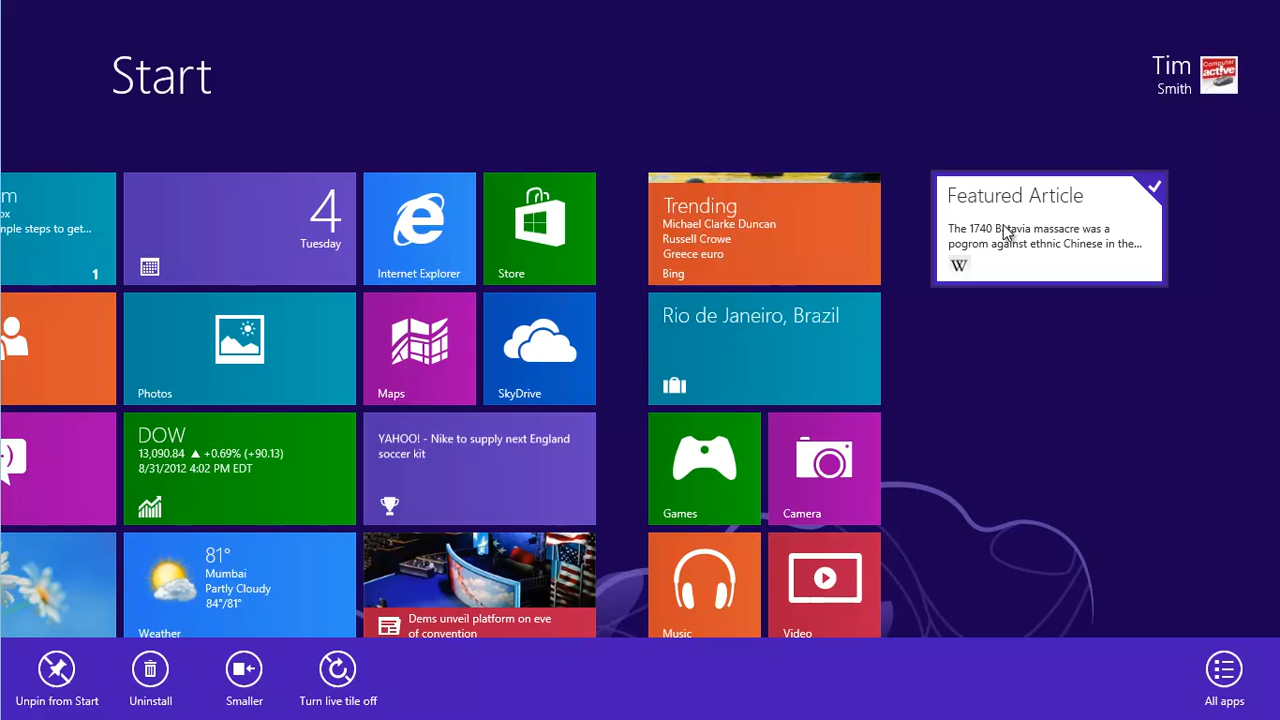 Start
Tim
Smith
Computer
active
m
ox
mple steps to get...
1
4
Tuesday
Internet Explorer
Store
Trending
Michael Clarke Duncan
Russell Crowe
Greece euro
Bing
Featured Article
The 1740 Batavia massacre was a
pogrom against ethnic Chinese in the...
W
Photos
Maps
SkyDrive
Rio de Janeiro, Brazil
DOW
13,090.84 ▲ +0.69% (+90.13)
8/31/2012 4:02 PM EDT
YAHOO! - Nike to supply next England
soccer kit
Games
Camera
81°
Mumbai
Partly Cloudy
84°/81°
Weather
Dems unveil platform on eve
of convention
Music
Video
Unpin from Start
Uninstall
Smaller
Turn live tile off
All apps